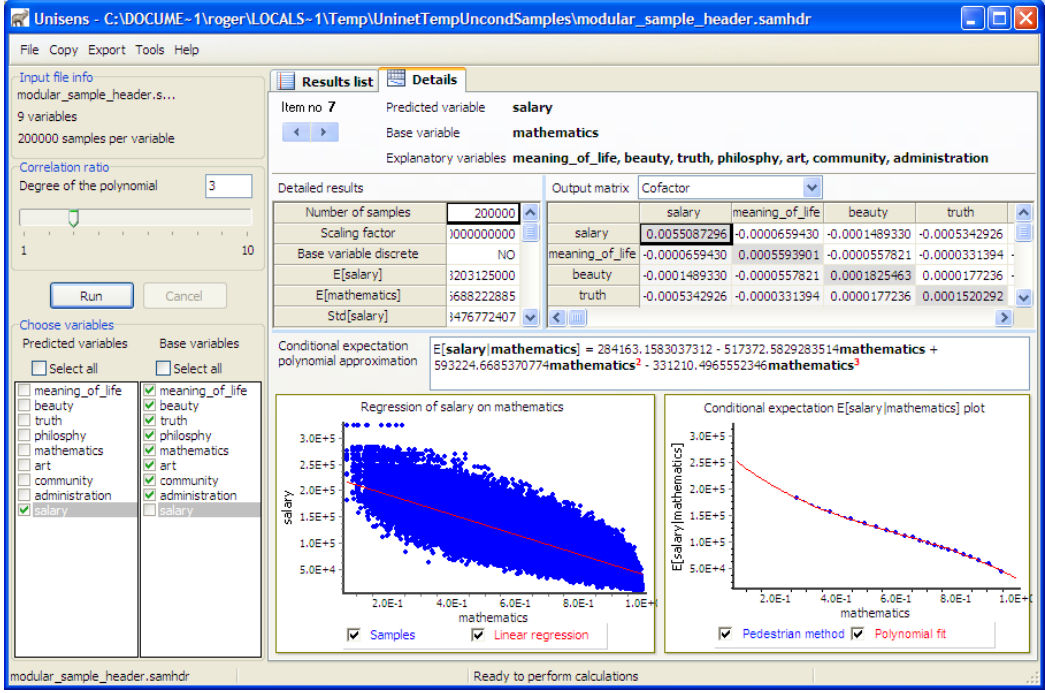 Unisens - C:\DOCUME~1\roger\LOCALS~1\Temp\UninetTempUncondSamples\modular_sample_header.samhdr
File Copy Export Tools Help
Input file info
modular_sample_header.s...
9 variables
200000 samples per variable
Correlation ratio
Degree of the polynomial 3
1 10
Run Cancel
Choose variables
Predicted variables Base variables
Select all Select all
meaning_of_life meaning_of_life
beauty beauty
truth truth
philosphy philosphy
mathematics mathematics
art art
community community
administration administration
salary salary
Results list Details
Item no 7 Predicted variable salary
Base variable mathematics
Explanatory variables meaning_of_life, beauty, truth, philosphy, art, community, administration
Detailed results Output matrix Cofactor
Number of samples 200000
Scaling factor 0000000000
Base variable discrete NO
E[salary] 3203125000
E[mathematics] 5688222885
Std[salary] 3476772407
salary meaning_of_life beauty truth
salary 0.0055087296 -0.0000659430 -0.0001489330 -0.0005342926
meaning_of_life -0.0000659430 0.0005593901 -0.0000557821 -0.0000331394 -
beauty -0.0001489330 -0.0000557821 0.0001825463 0.0000177236 -
truth -0.0005342926 -0.0000331394 0.0000177236 0.0001520292
Conditional expectation
polynomial approximation
E[salary|mathematics] = 284163.1583037312 - 517372.5829283514mathematics +
593224.6685370774mathematics² - 331210.4965552346mathematics³
Regression of salary on mathematics
3.0E+5
2.5E+5
2.0E+5
1.5E+5
1.0E+5
5.0E+4
salary
2.0E-1 4.0E-1 6.0E-1 8.0E-1 1.0E+0
mathematics
Samples Linear regression
Conditional expectation E[salary|mathematics] plot
3.0E+5
2.5E+5
2.0E+5
1.5E+5
1.0E+5
5.0E+4
E[salary|mathematics]
2.0E-1 4.0E-1 6.0E-1 8.0E-1 1.0E+0
mathematics
Pedestrian method Polynomial fit
modular_sample_header.samhdr Ready to perform calculations